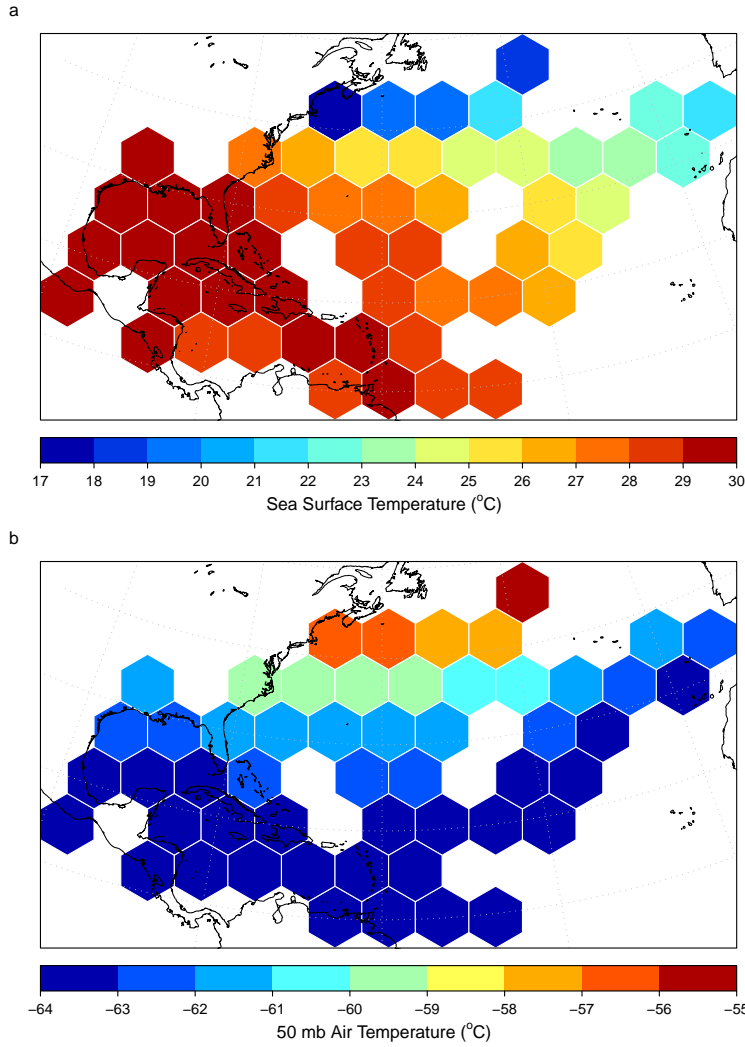 a
17 18 19 20 21 22 23 24 25 26 27 28 29 30
Sea Surface Temperature (°C)
b
−64 −63 −62 −61 −60 −59 −58 −57 −56 −55
50 mb Air Temperature (°C)